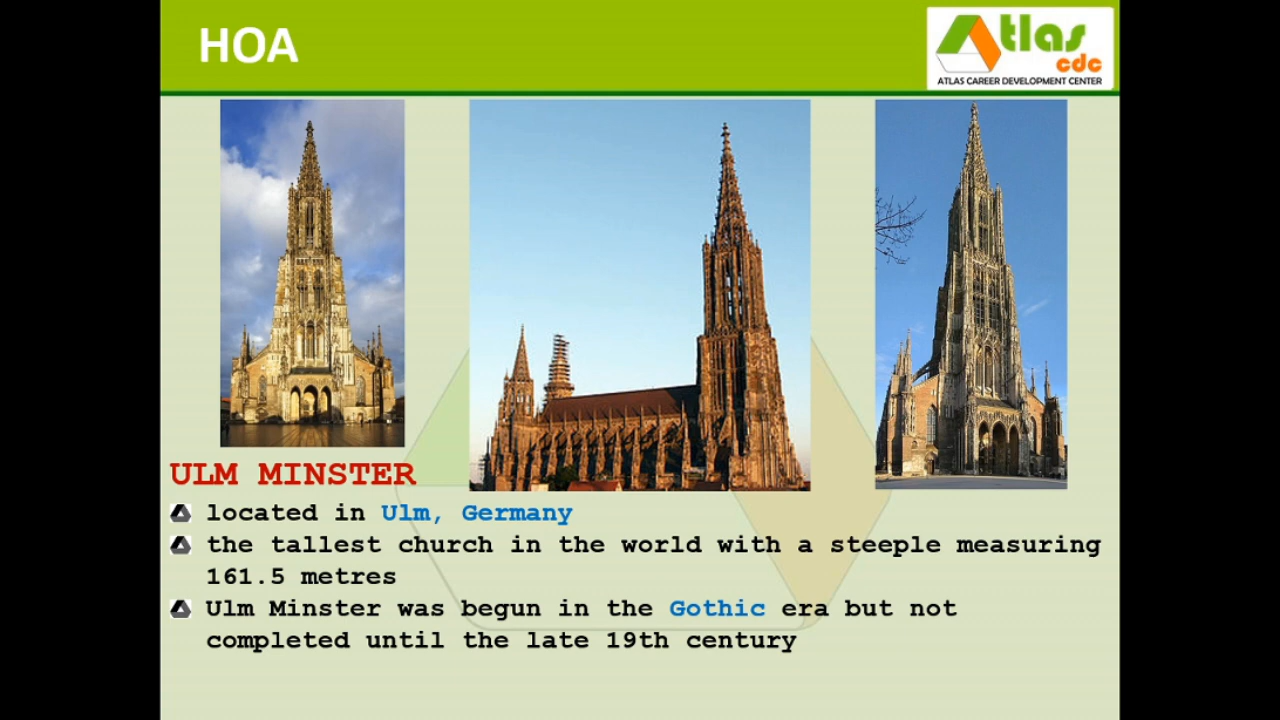 HOA
Atlas
cdc
ATLAS CAREER DEVELOPMENT CENTER
ULM MINSTER
located in Ulm, Germany
the tallest church in the world with a steeple measuring
161.5 metres
Ulm Minster was begun in the Gothic era but not
completed until the late 19th century